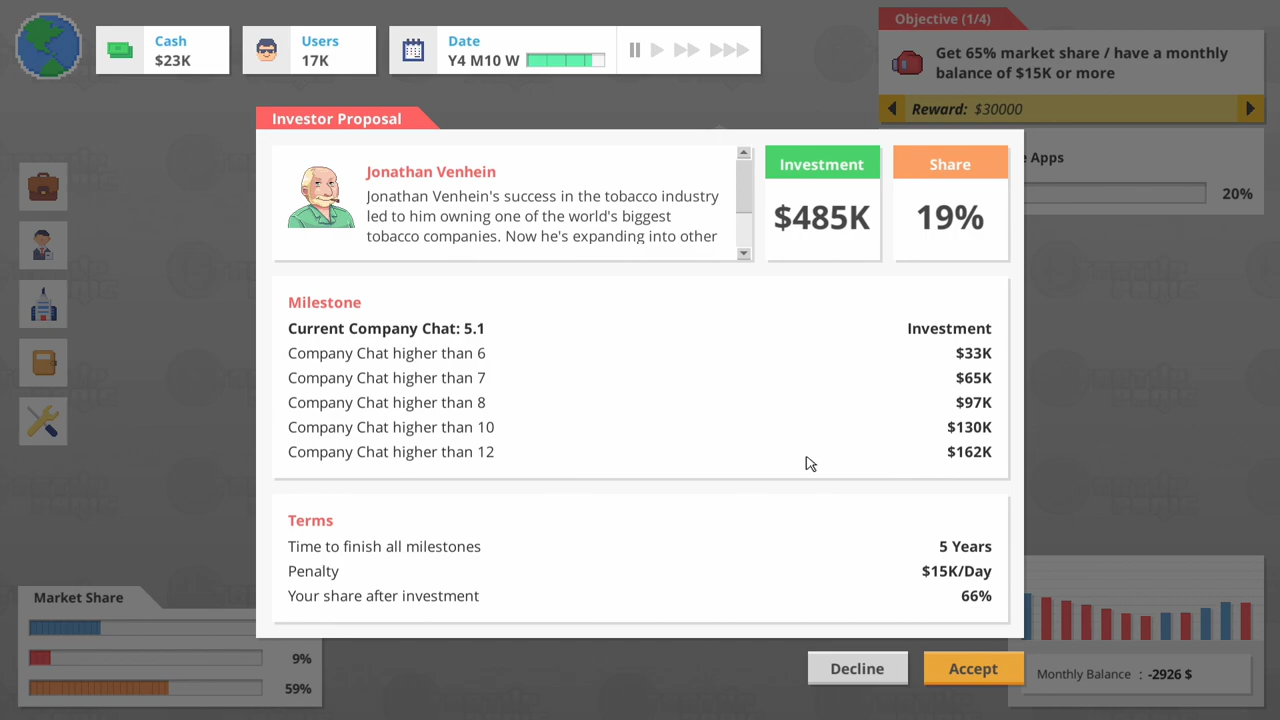 Cash
$23K
Users
17K
Date
Y4 M10 W
Objective (1/4)
Get 65% market share / have a monthly
balance of $15K or more
Reward: $30000
Apps
20%
Investor Proposal
Jonathan Venhein
Jonathan Venhein's success in the tobacco industry
led to him owning one of the world's biggest
tobacco companies. Now he's expanding into other
Investment
$485K
Share
19%
Milestone
Current Company Chat: 5.1 Investment
Company Chat higher than 6 $33K
Company Chat higher than 7 $65K
Company Chat higher than 8 $97K
Company Chat higher than 10 $130K
Company Chat higher than 12 $162K
Terms
Time to finish all milestones 5 Years
Penalty $15K/Day
Your share after investment 66%
Decline
Accept
Market Share
9%
59%
Monthly Balance : -2926 $